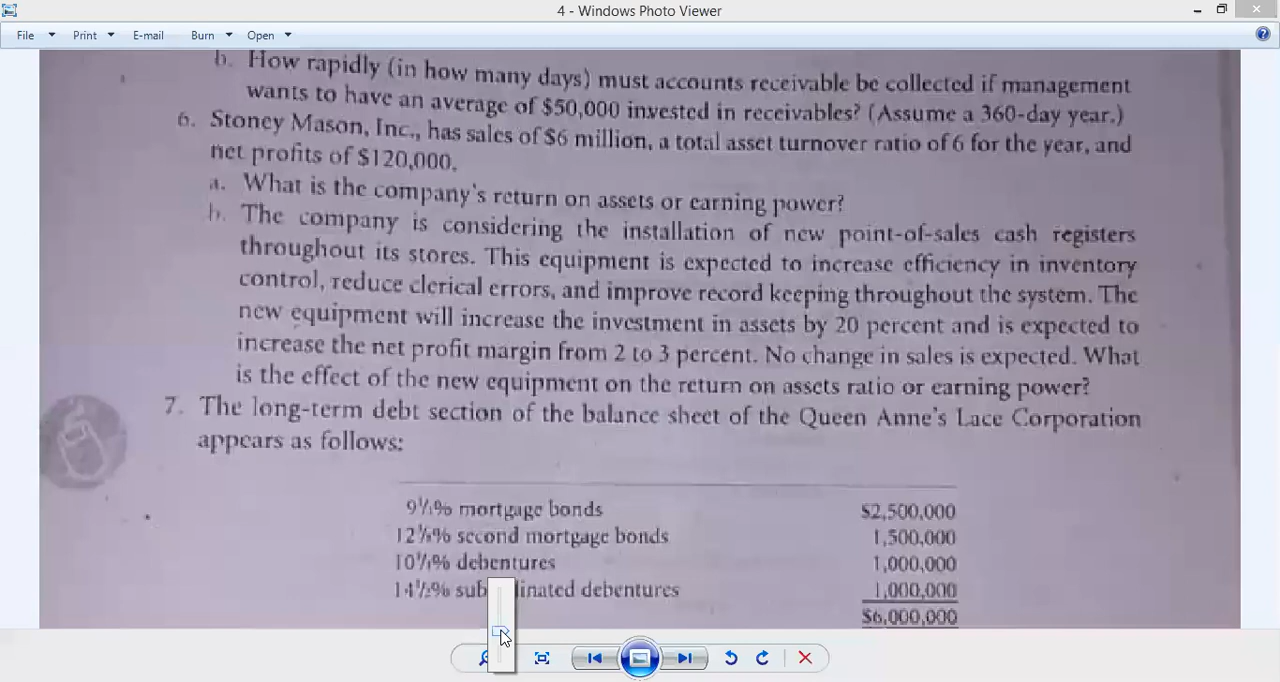 4 - Windows Photo Viewer
File Print E-mail Burn Open
b. How rapidly (in how many days) must accounts receivable be collected if management
wants to have an average of $50,000 invested in receivables? (Assume a 360-day year.)
6. Stoney Mason, Inc., has sales of $6 million, a total asset turnover ratio of 6 for the year, and
net profits of $120,000.
a. What is the company's return on assets or earning power?
b. The company is considering the installation of new point-of-sales cash registers
throughout its stores. This equipment is expected to increase efficiency in inventory
control, reduce clerical errors, and improve record keeping throughout the system. The
new equipment will increase the investment in assets by 20 percent and is expected to
increase the net profit margin from 2 to 3 percent. No change in sales is expected. What
is the effect of the new equipment on the return on assets ratio or earning power?
7. The long-term debt section of the balance sheet of the Queen Anne's Lace Corporation
appears as follows:
mortgage bonds $2,500,000
second mortgage bonds 1,500,000
debentures 1,000,000
14½% debentures 1,000,000
$6,000,000